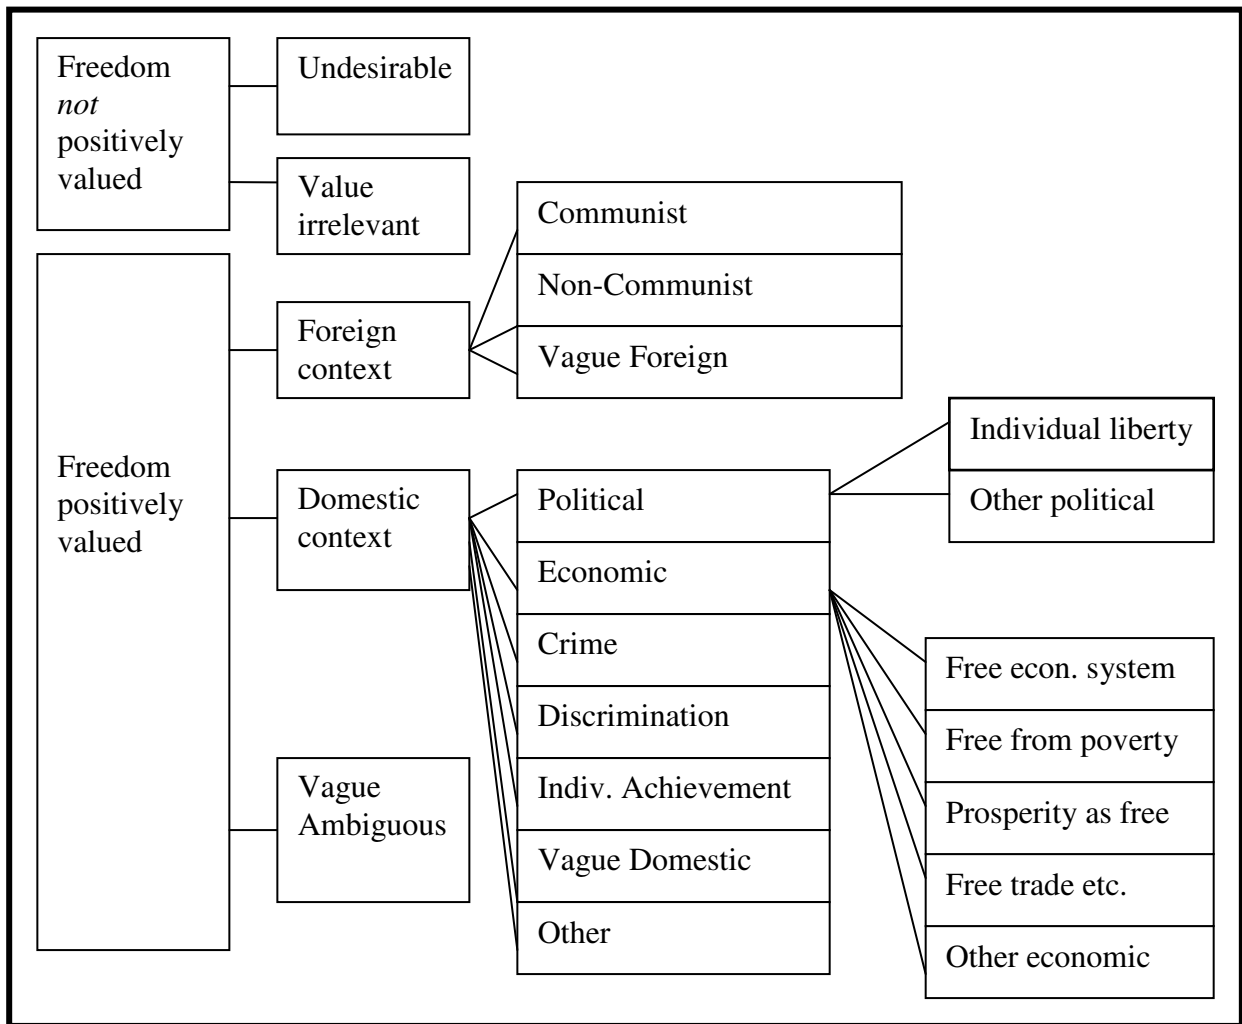 Freedom
not
positively
valued
Undesirable
Value
irrelevant
Freedom
positively
valued
Foreign
context
Communist
Non-Communist
Vague Foreign
Domestic
context
Political
Economic
Crime
Discrimination
Indiv. Achievement
Vague Domestic
Other
Individual liberty
Other political
Free econ. system
Free from poverty
Prosperity as free
Free trade etc.
Other economic
Vague
Ambiguous